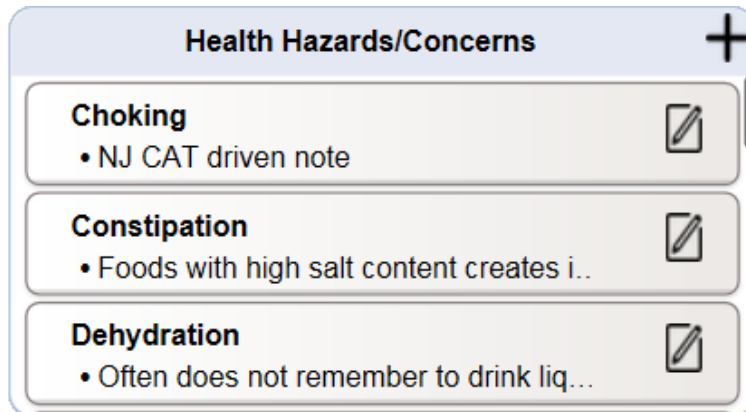 Health Hazards/Concerns
Choking
• NJ CAT driven note
Constipation
• Foods with high salt content creates i..
Dehydration
• Often does not remember to drink liq...